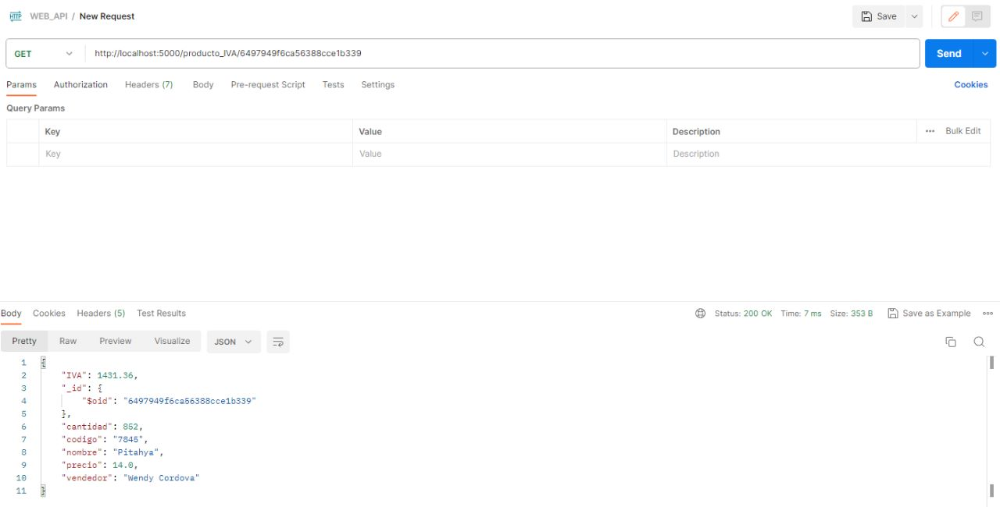 HTTP WEB_API / New Request Save
GET http://localhost:5000/producto_IVA/6497949f6ca56388cce1b339 Send
Params Authorization Headers (7) Body Pre-request Script Tests Settings Cookies
Query Params
Key Value Description ••• Bulk Edit
Key Value Description
Body Cookies Headers (5) Test Results Status: 200 OK Time: 7 ms Size: 353 B Save as Example
Pretty Raw Preview Visualize JSON
1 {
2 "IVA": 1431.36,
3 "_id": {
4 "$oid": "6497949f6ca56388cce1b339"
5 },
6 "cantidad": 852,
7 "codigo": "7845",
8 "nombre": "Pitahya",
9 "precio": 14.0,
10 "vendedor": "Wendy Cordova"
11 }